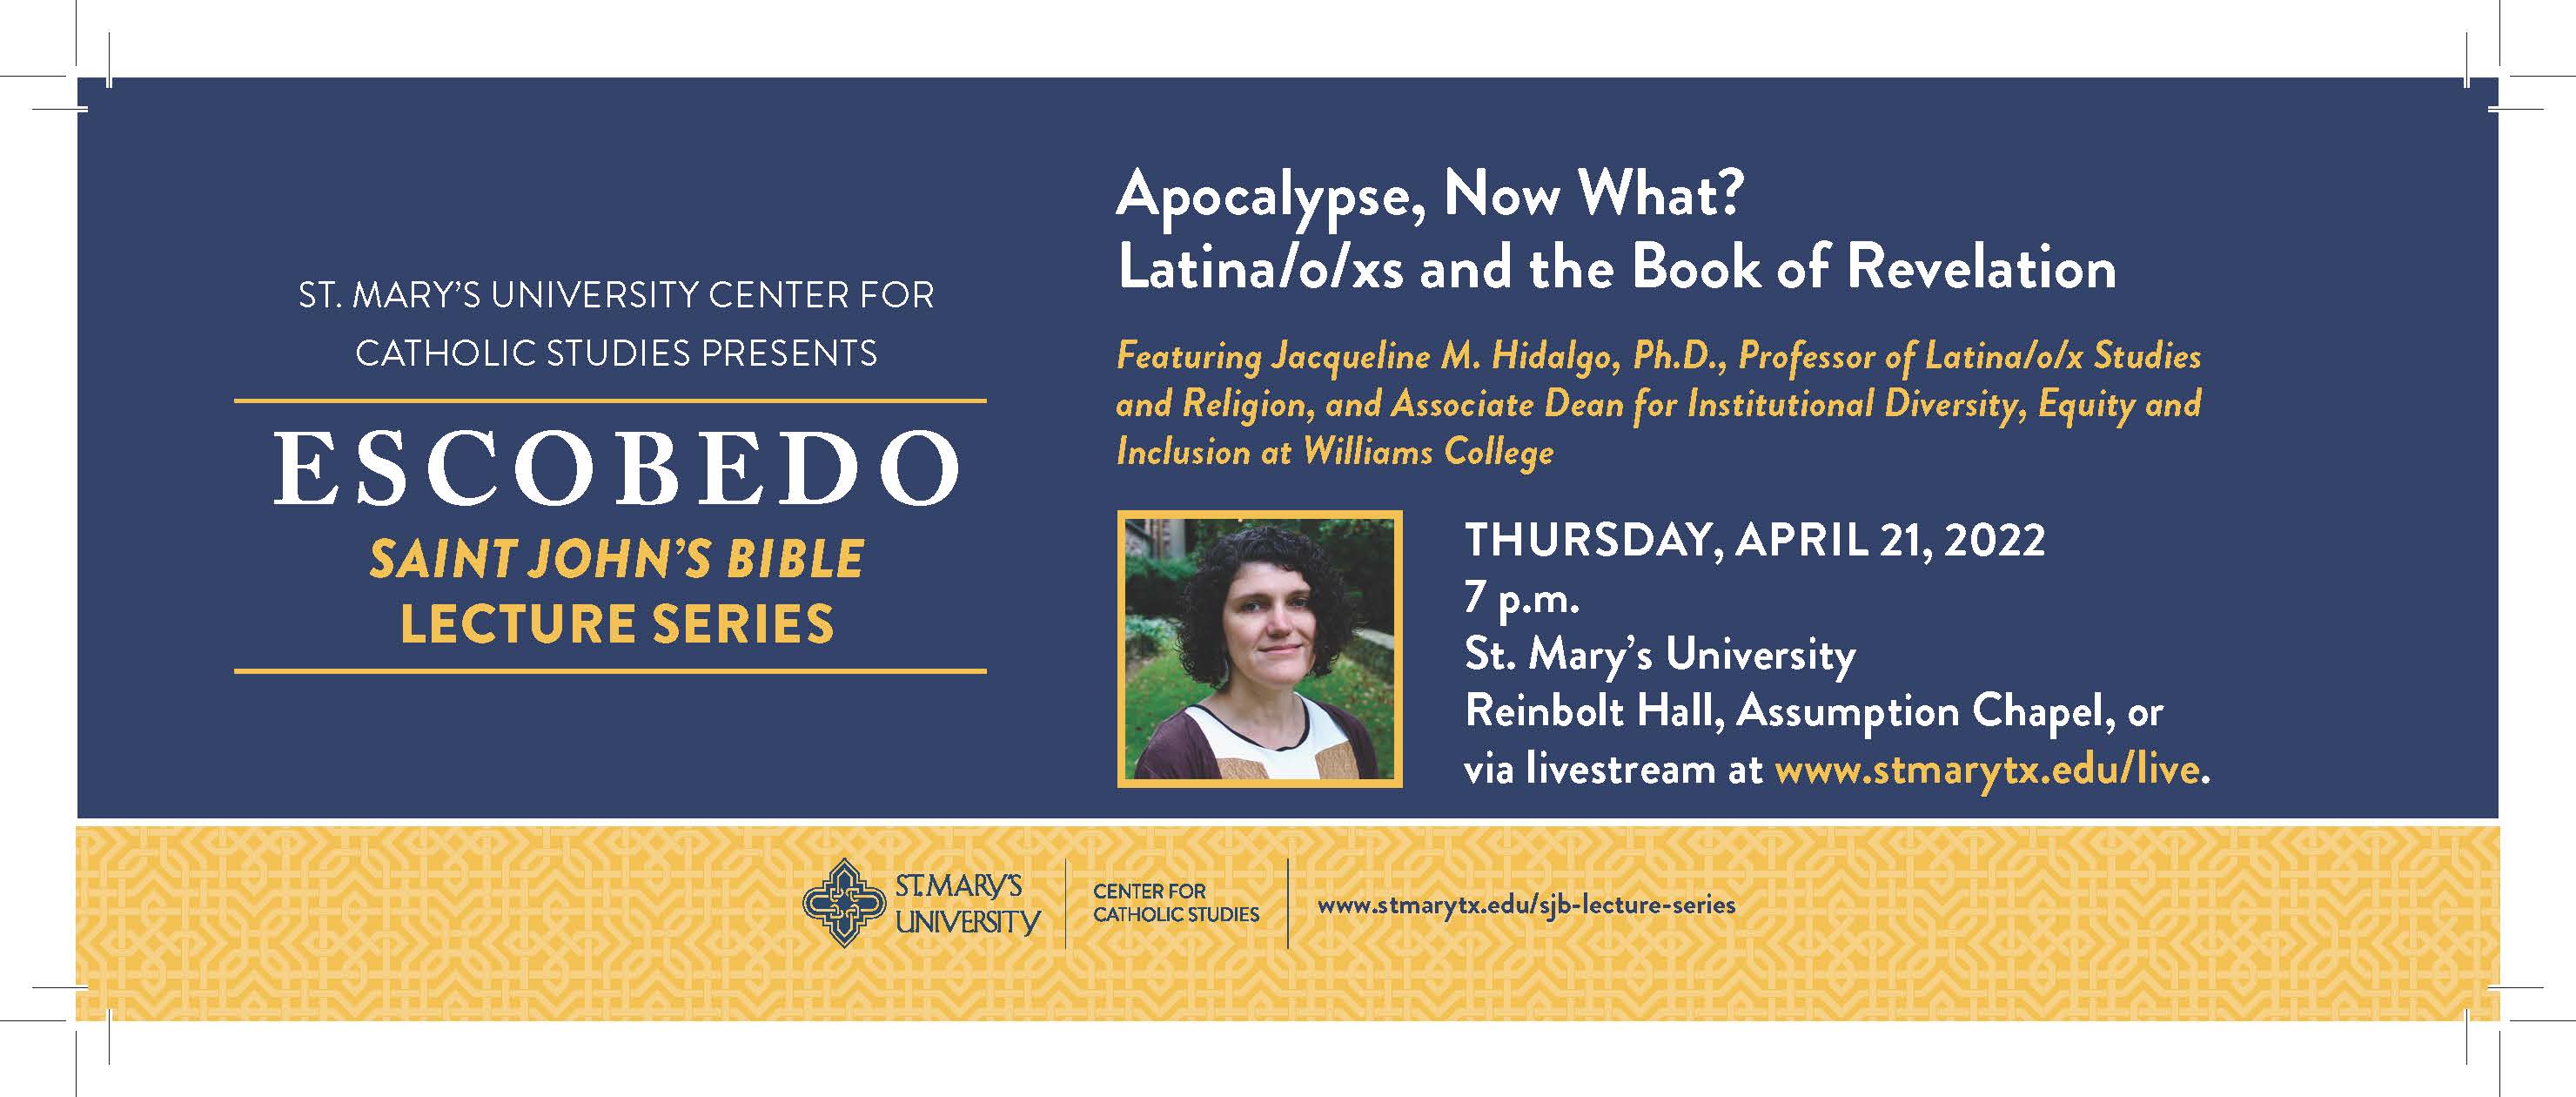 ST. MARY’S UNIVERSITY CENTER FOR
CATHOLIC STUDIES PRESENTS
ESCOBEDO
SAINT JOHN’S BIBLE
LECTURE SERIES
Apocalypse, Now What?
Latina/o/xs and the Book of Revelation
Featuring Jacqueline M. Hidalgo, Ph.D., Professor of Latina/o/x Studies
and Religion, and Associate Dean for Institutional Diversity, Equity and
Inclusion at Williams College
THURSDAY, APRIL 21, 2022
7 p.m.
St. Mary’s University
Reinbolt Hall, Assumption Chapel, or
via livestream at www.stmarytx.edu/live.
ST. MARY’S
UNIVERSITY
CENTER FOR
CATHOLIC STUDIES
www.stmarytx.edu/sjb-lecture-series